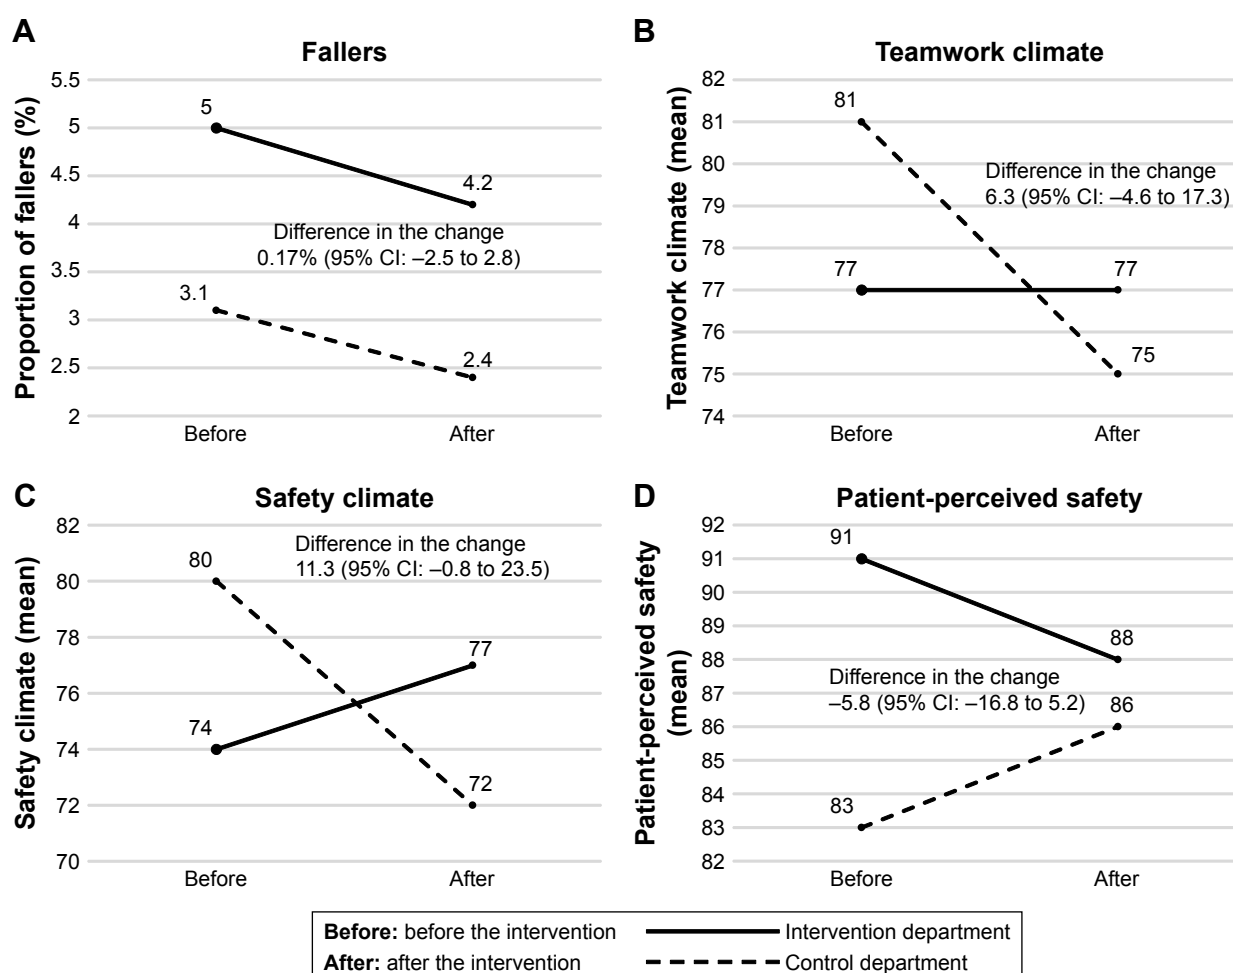 A
Fallers
Proportion of fallers (%)
5.5
5
4.5
4
3.5
3
2.5
2
5
4.2
Difference in the change
0.17% (95% CI: –2.5 to 2.8)
3.1
2.4
Before
After
B
Teamwork climate
Teamwork climate (mean)
82
81
80
79
78
77
76
75
74
81
Difference in the change
6.3 (95% CI: –4.6 to 17.3)
77
77
75
Before
After
C
Safety climate
Safety climate (mean)
82
80
78
76
74
72
70
Difference in the change
11.3 (95% CI: –0.8 to 23.5)
80
77
74
72
Before
After
D
Patient-perceived safety
Patient-perceived safety
(mean)
92
91
90
89
88
87
86
85
84
83
82
91
88
Difference in the change
–5.8 (95% CI: –16.8 to 5.2)
86
83
Before
After
Before: before the intervention
Intervention department
After: after the intervention
Control department